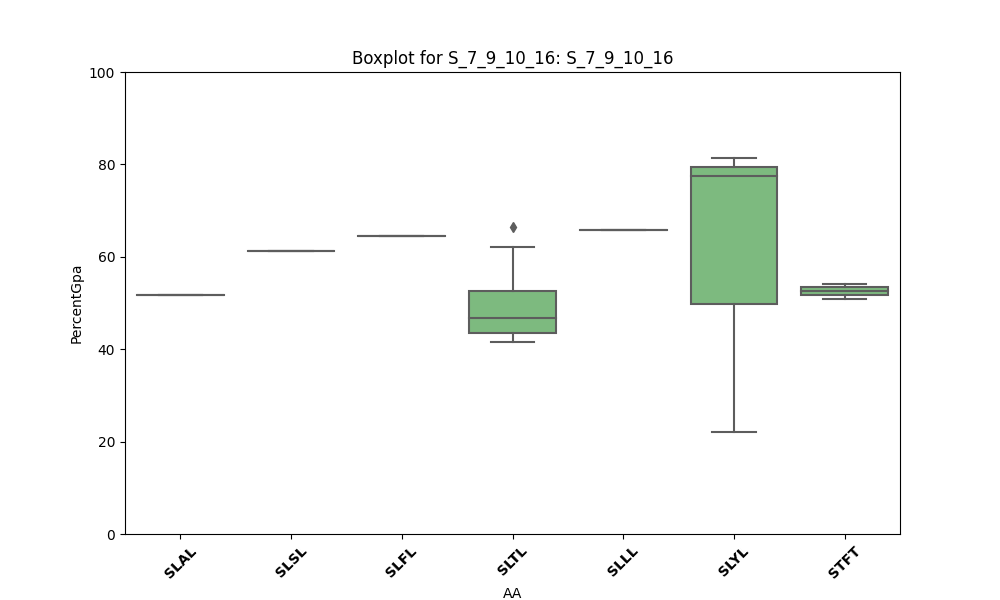 Boxplot for S_7_9_10_16: S_7_9_10_16
100
80
60
40
20
0
PercentGpa
SLAL
SLSL
SLFL
SLTL
SLLL
SLYL
STFT
AA